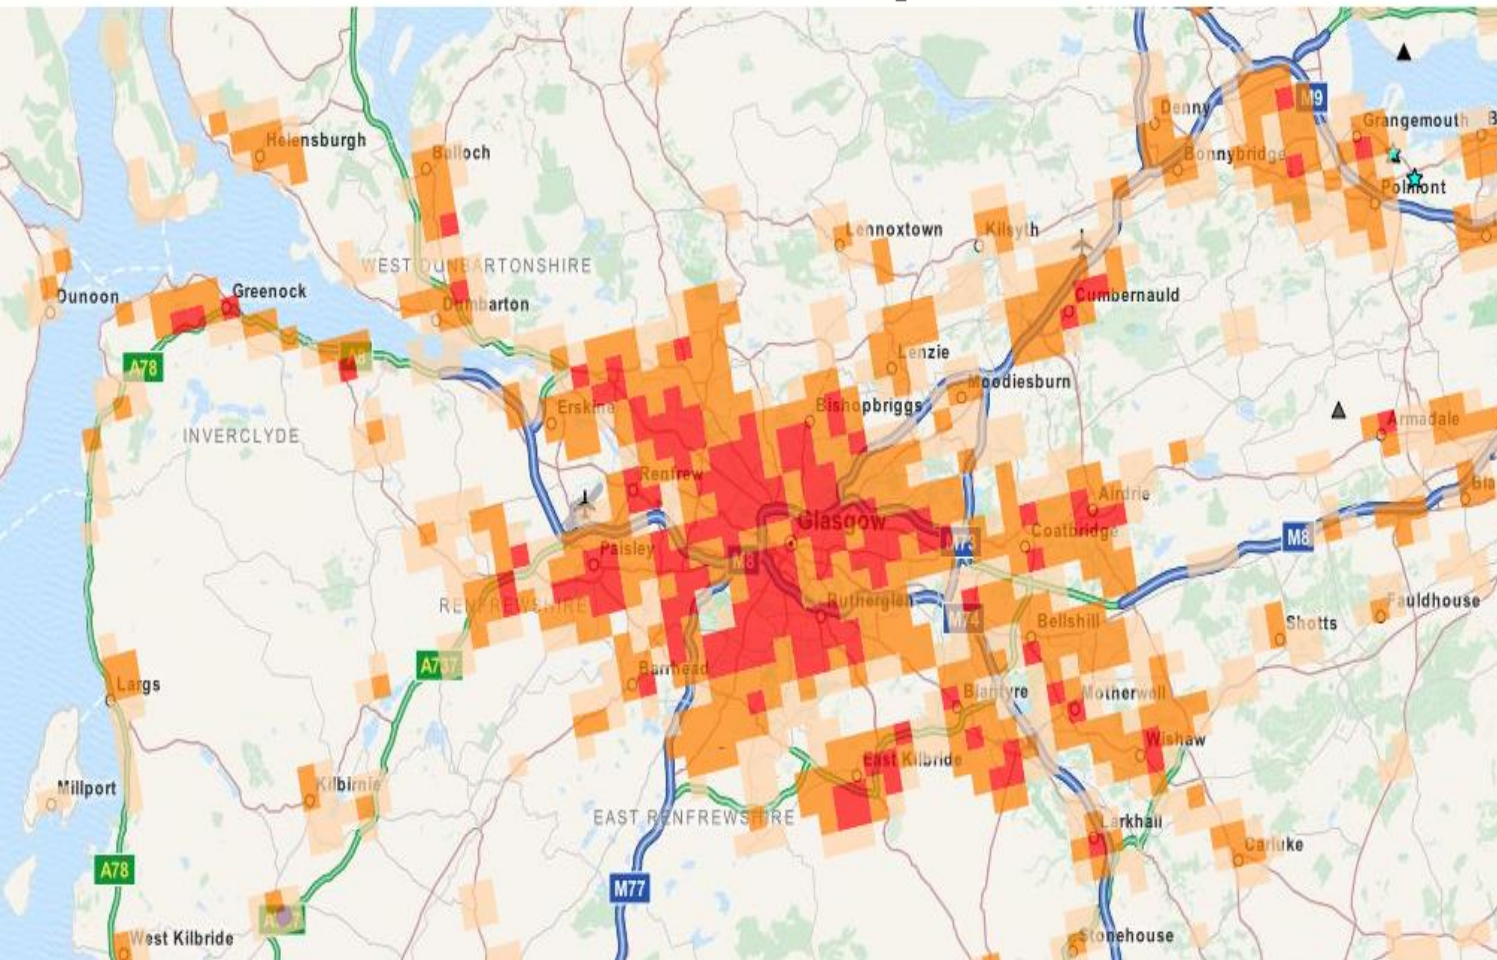 M9
Denny
Grangemouth
B
Helensburgh
Balloch
Bonnybridge
Polmont
Lennoxtown
Kilsyth
WEST DUNBARTONSHIRE
Dunoon
Greenock
Dumbarton
Cumbernauld
A8
Lenzie
A78
Moodiesburn
Erskine
Bishopbriggs
Armadale
INVERCLYDE
Renfrew
Bla
Airdrie
Glasgow
Coatbridge
M73
M8
Paisley
M8
RENFREWSHIRE
Rutherglen
Fauldhouse
M74
Bellshill
Shotts
A737
Barrhead
Largs
Blantyre
Motherwell
Wishaw
East Kilbride
Millport
Kilbirnie
EAST RENFREWSHIRE
Larkhall
Carluke
A78
M77
West Kilbride
Stonehouse